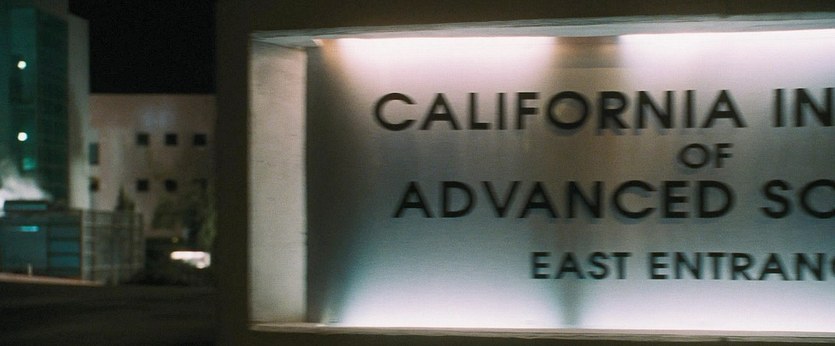 CALIFORNIA IN
OF
ADVANCED SC
EAST ENTRANC